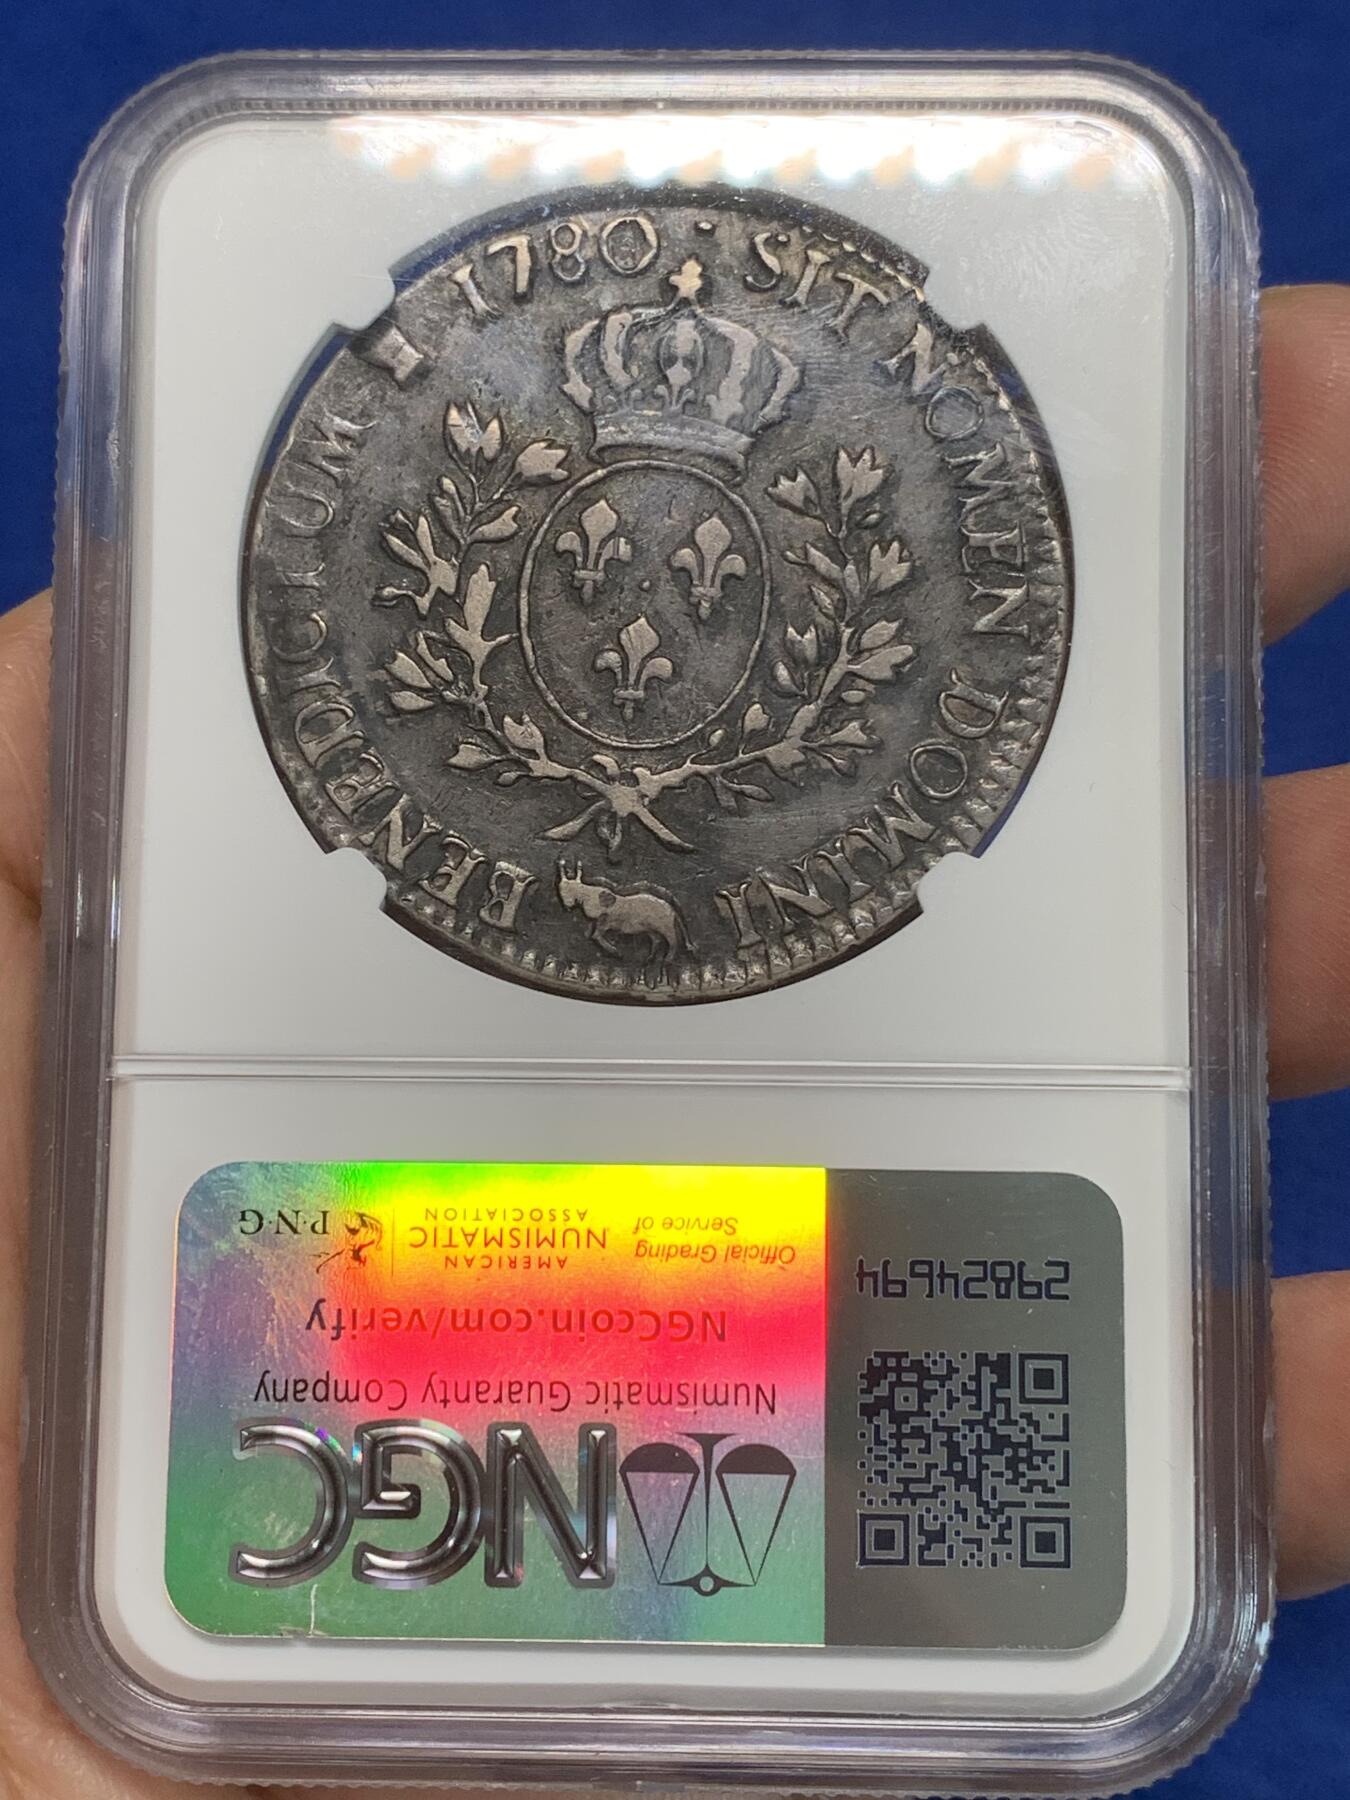 1780 · SIT NOMEN DOMINI BENEDICTUM
NGC
Numismatic Guaranty Company
NGCcoin.com/verify
Official Grading
Service of
AMERICAN
NUMISMATIC
ASSOCIATION
P·N·G
29824694